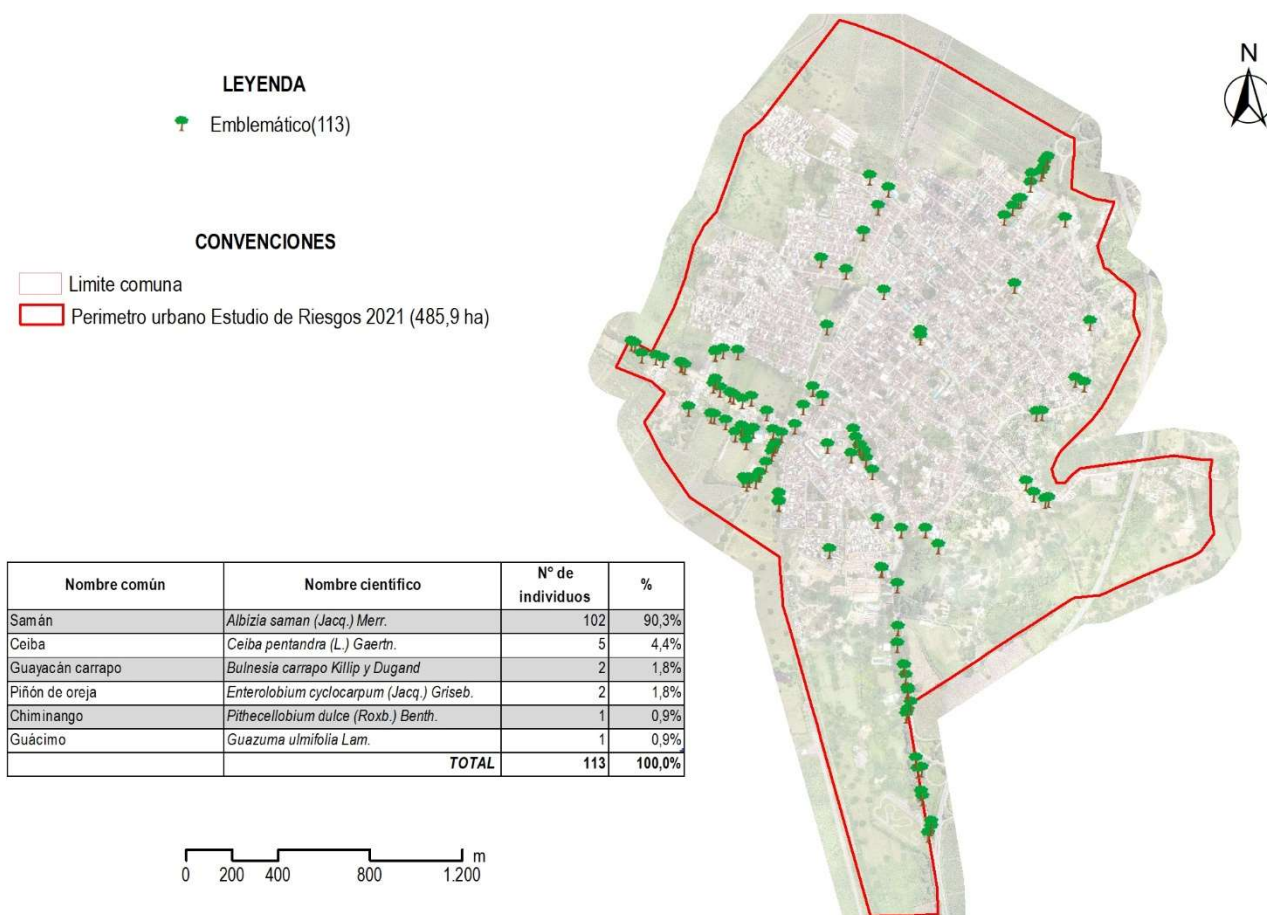 LEYENDA
Emblemático(113)
N
CONVENCIONES
Limite comuna
Perimetro urbano Estudio de Riesgos 2021 (485,9 ha)
Nombre común Nombre científico N° de individuos %
Samán Albizia saman (Jacq.) Merr. 102 90,3%
Ceiba Ceiba pentandra (L.) Gaertn. 5 4,4%
Guayacán carrapo Bulnesia carrapo Killip y Dugand 2 1,8%
Piñón de oreja Enterolobium cyclocarpum (Jacq.) Griseb. 2 1,8%
Chiminango Pithecellobium dulce (Roxb.) Benth. 1 0,9%
Guácimo Guazuma ulmifolia Lam. 1 0,9%
TOTAL 113 100,0%
m
0 200 400 800 1.200